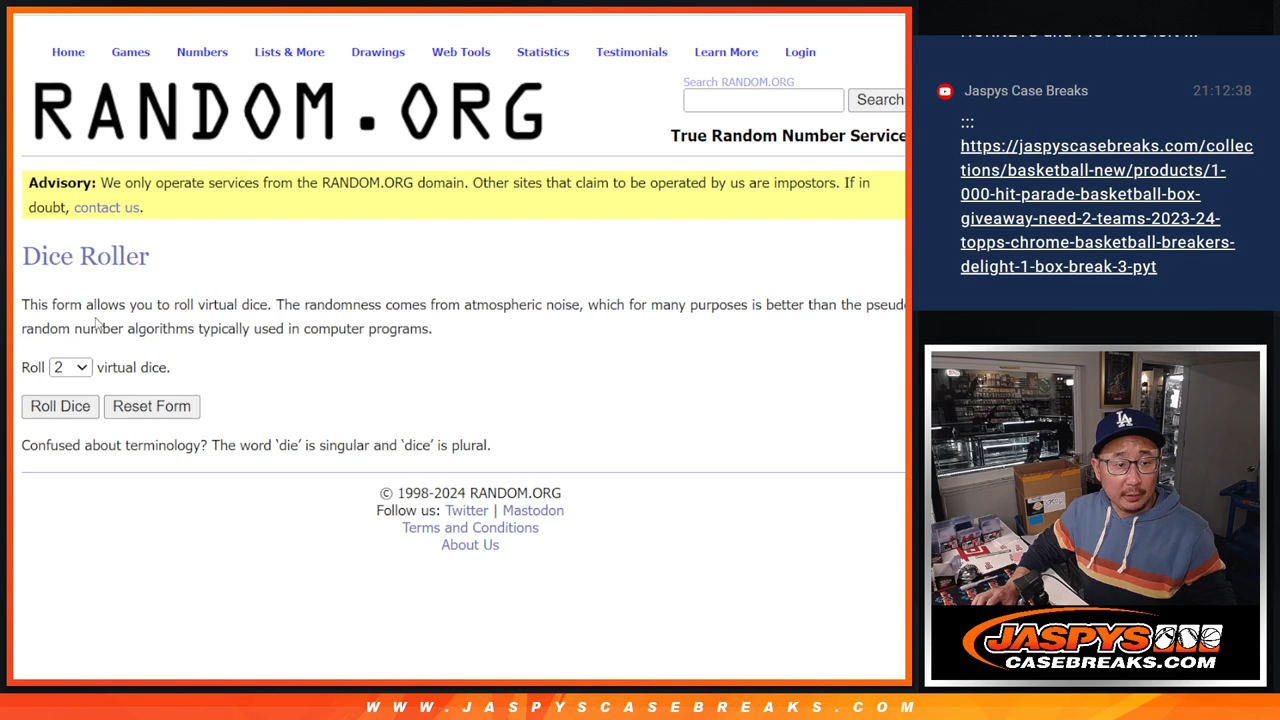 Home Games Numbers Lists & More Drawings Web Tools Statistics Testimonials Learn More Login
RANDOM.ORG
Search RANDOM.ORG
Search
True Random Number Service
Advisory: We only operate services from the RANDOM.ORG domain. Other sites that claim to be operated by us are impostors. If in
doubt, contact us.
Dice Roller
This form allows you to roll virtual dice. The randomness comes from atmospheric noise, which for many purposes is better than the pseudo
random number algorithms typically used in computer programs.
Roll 2 virtual dice.
Roll Dice Reset Form
Confused about terminology? The word ‘die’ is singular and ‘dice’ is plural.
© 1998-2024 RANDOM.ORG
Follow us: Twitter | Mastodon
Terms and Conditions
About Us
Jaspys Case Breaks 21:12:38
:::
https://jaspyscasebreaks.com/collec
tions/basketball-new/products/1-
000-hit-parade-basketball-box-
giveaway-need-2-teams-2023-24-
topps-chrome-basketball-breakers-
delight-1-box-break-3-pyt
LA
JASPYS
CASEBREAKS.COM
WWW.JASPYSCASEBREAKS.COM